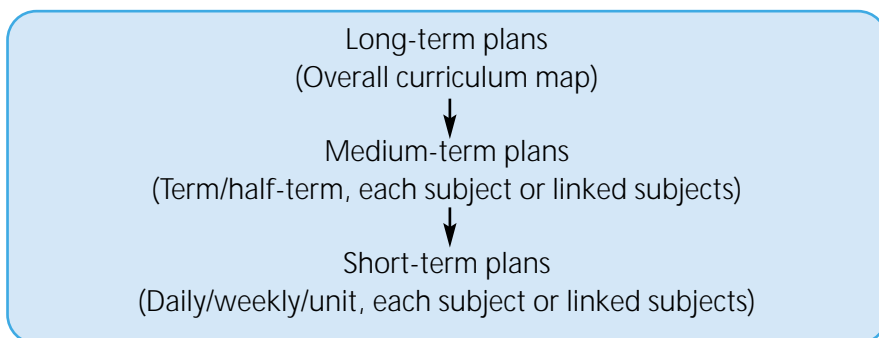 Long-term plans
(Overall curriculum map)
Medium-term plans
(Term/half-term, each subject or linked subjects)
Short-term plans
(Daily/weekly/unit, each subject or linked subjects)